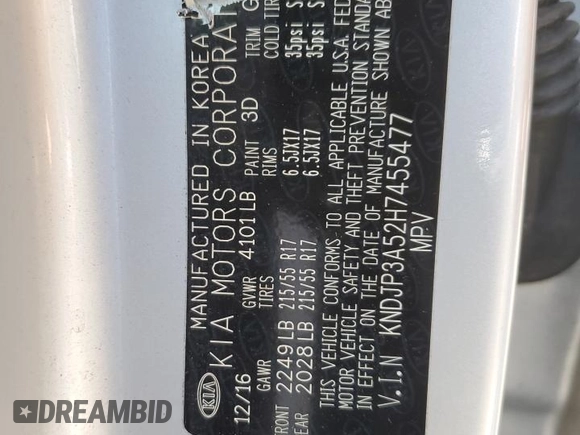 KIA
MANUFACTURED IN KOREA
KIA MOTORS CORPORAT
12/16 GVWR 4101LB PAINT 3D TRIM
GAWR TIRES RIMS COLD TIR
FRONT 2249LB 215/55 R17 6.5JX17 35psi
2028LB 215/55 R17 6.5JX17 35psi
THIS VEHICLE CONFORMS TO ALL APPLICABLE U.S.A. FED
MOTOR VEHICLE SAFETY AND THEFT PREVENTION STANDA
IN EFFECT ON THE DATE OF MANUFACTURE SHOWN AB
V.I.N KNDJP3A52H7455477
MPV
DREAMBID